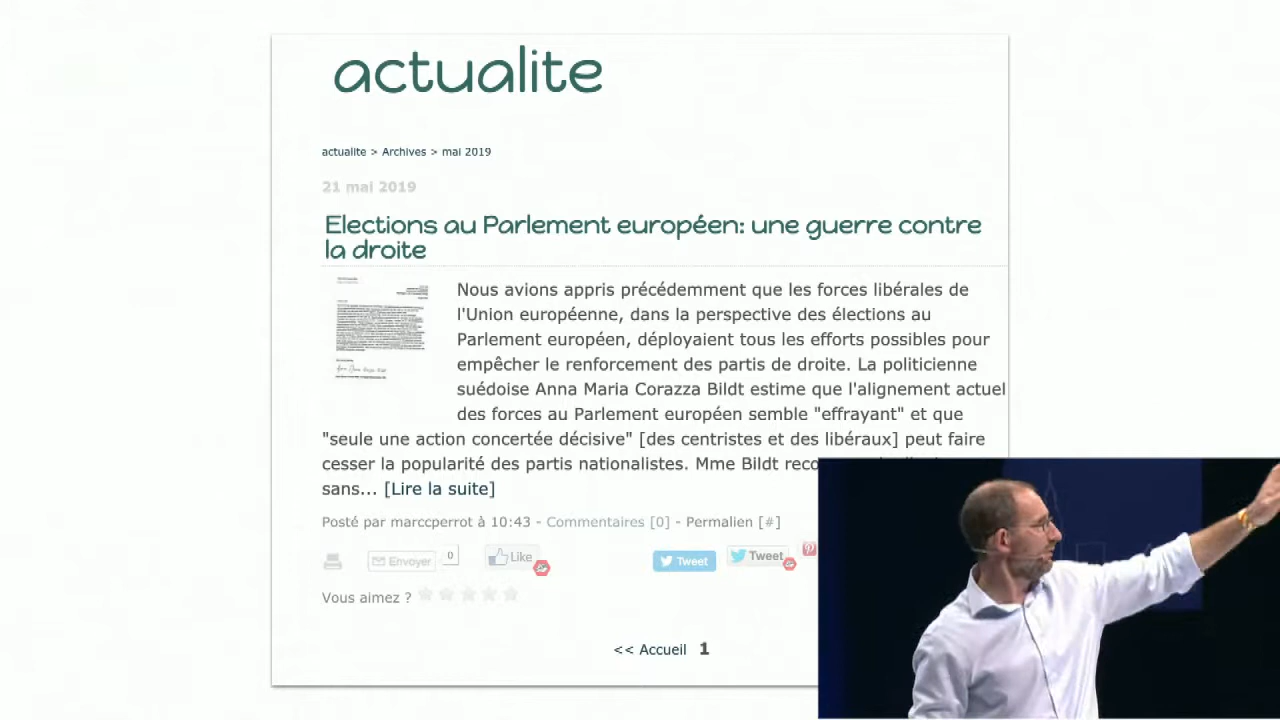 actualite
actualite > Archives > mai 2019
21 mai 2019
Elections au Parlement européen: une guerre contre
la droite
Nous avions appris précédemment que les forces libérales de
l'Union européenne, dans la perspective des élections au
Parlement européen, déployaient tous les efforts possibles pour
empêcher le renforcement des partis de droite. La politicienne
suédoise Anna Maria Corazza Bildt estime que l'alignement actuel
des forces au Parlement européen semble "effrayant" et que
"seule une action concertée décisive" [des centristes et des libéraux] peut faire
cesser la popularité des partis nationalistes. Mme Bildt
sans... [Lire la suite]
Posté par marccperrot à 10:43 - Commentaires [0] - Permalien [#]
Envoyer 0 Like Tweet Tweet
Vous aimez ?
<< Accueil 1